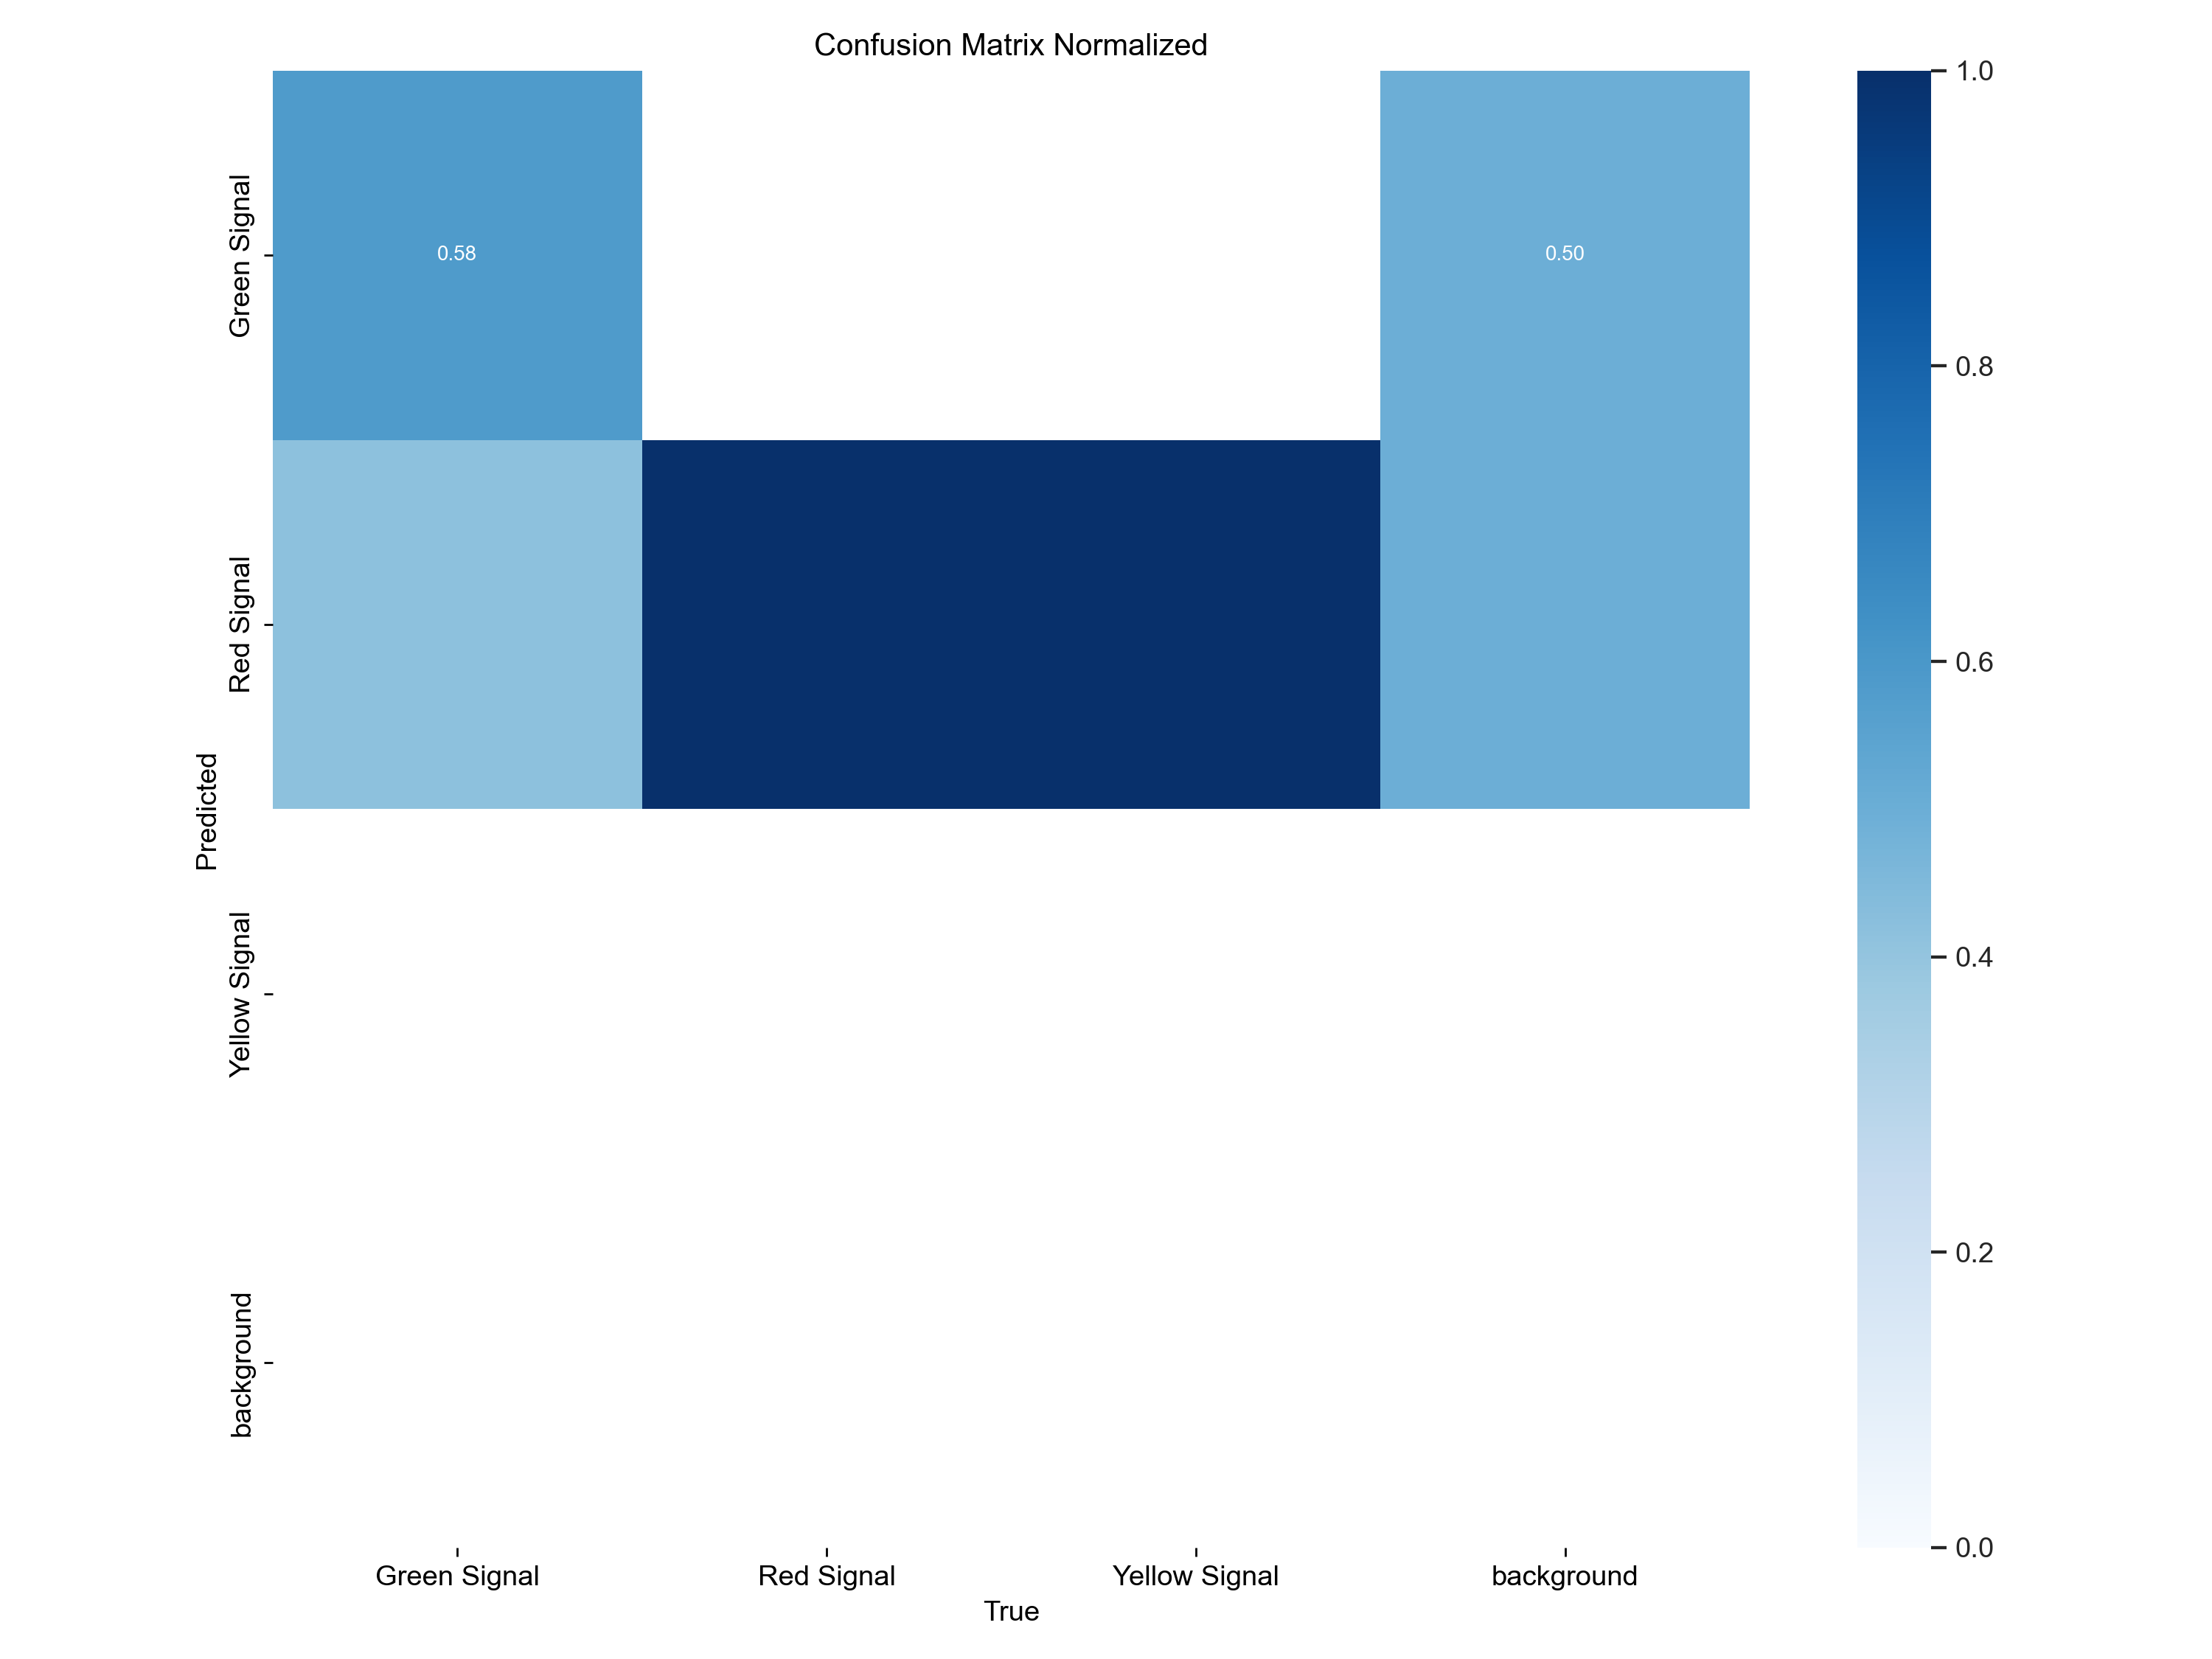 Confusion Matrix Normalized
Green Signal
0.58
0.50
Red Signal
Yellow Signal
background
Predicted
Green Signal
Red Signal
Yellow Signal
background
True
1.0
0.8
0.6
0.4
0.2
0.0